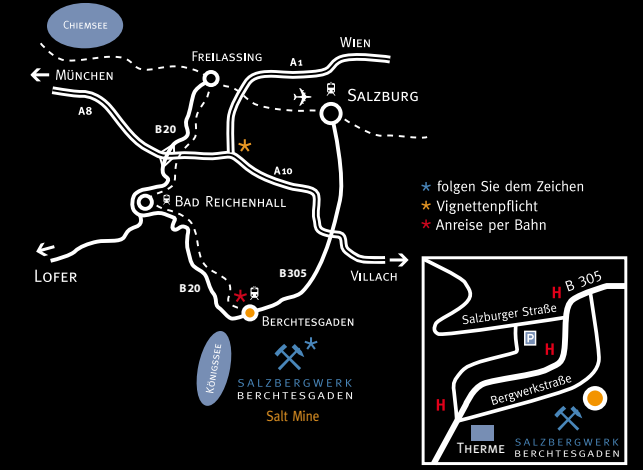 CHIEMSEE
WIEN
FREILASSING
A1
MÜNCHEN
SALZBURG
A8
B20
A10
BAD REICHENHALL
* folgen Sie dem Zeichen
* Vignettenpflicht
* Anreise per Bahn
LOFER
VILLACH
B20
B305
BERCHTESGADEN
KÖNIGSSEE
SALZBERGWERK
BERCHTESGADEN
Salt Mine
B 305
H
Salzburger Straße
P
H
Bergwerkstraße
H
THERME
SALZBERGWERK
BERCHTESGADEN